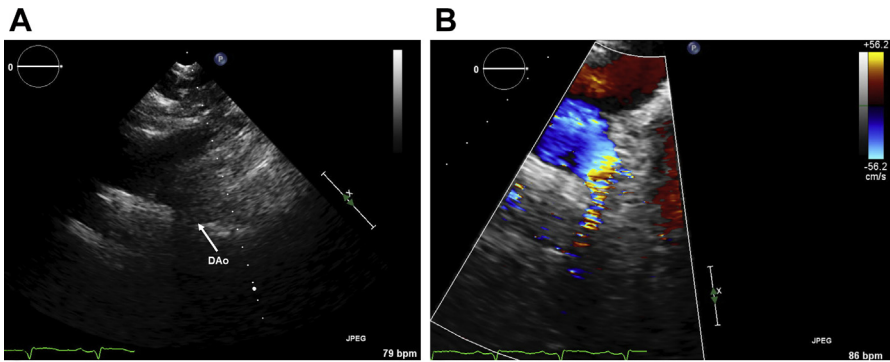 A
B
P
0
P
0
+56.2
-56.2
cm/s
DAo
X
X
JPEG
79 bpm
JPEG
86 bpm